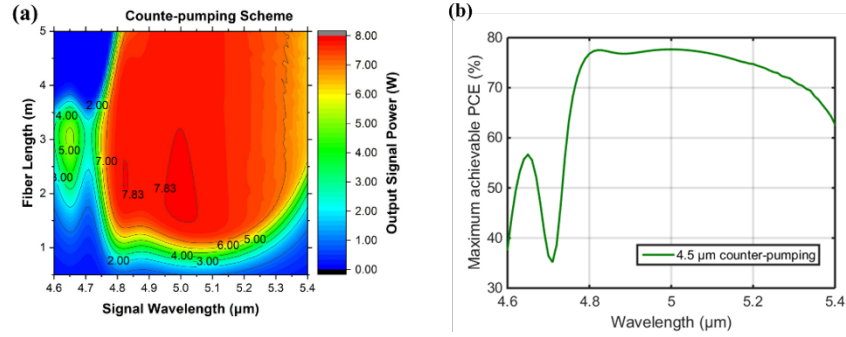 (a)
Counte-pumping Scheme
Fiber Length (m)
5
4
3
2
1
4.00
2.00
5.00
3.00
7.00
7.83
7.83
6.00
5.00
4.00
3.00
2.00
4.6 4.7 4.8 4.9 5.0 5.1 5.2 5.3 5.4
Signal Wavelength (μm)
8.00
7.00
6.00
5.00
4.00
3.00
2.00
1.00
0.00
Output Signal Power (W)
(b)
Maximum achievable PCE (%)
80
70
60
50
40
30
4.5 μm counter-pumping
4.6 4.8 5 5.2 5.4
Wavelength (μm)